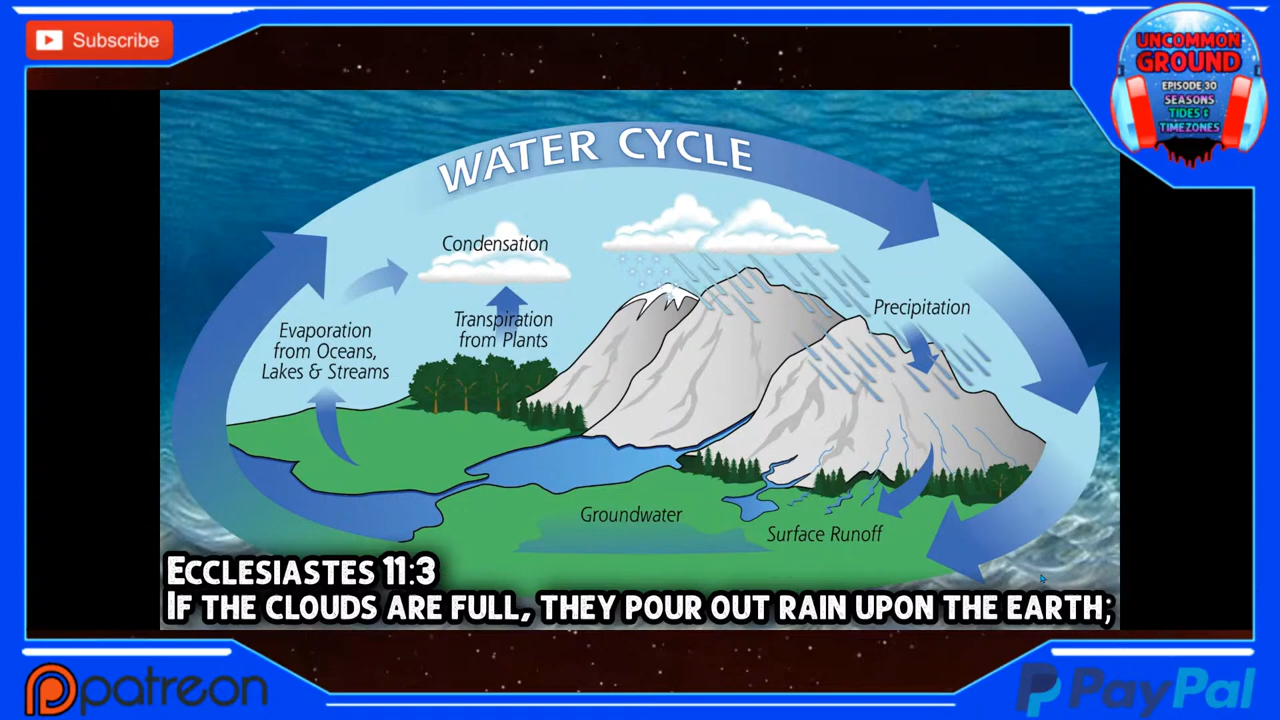 Subscribe
UNCOMMON
GROUND
EPISODE 30
SEASONS
TIDES &
TIMEZONES
WATER CYCLE
Condensation
Precipitation
Transpiration
from Plants
Evaporation
from Oceans,
Lakes & Streams
Groundwater
Surface Runoff
ECCLESIASTES 11:3
IF THE CLOUDS ARE FULL, THEY POUR OUT RAIN UPON THE EARTH;
patreon
PayPal